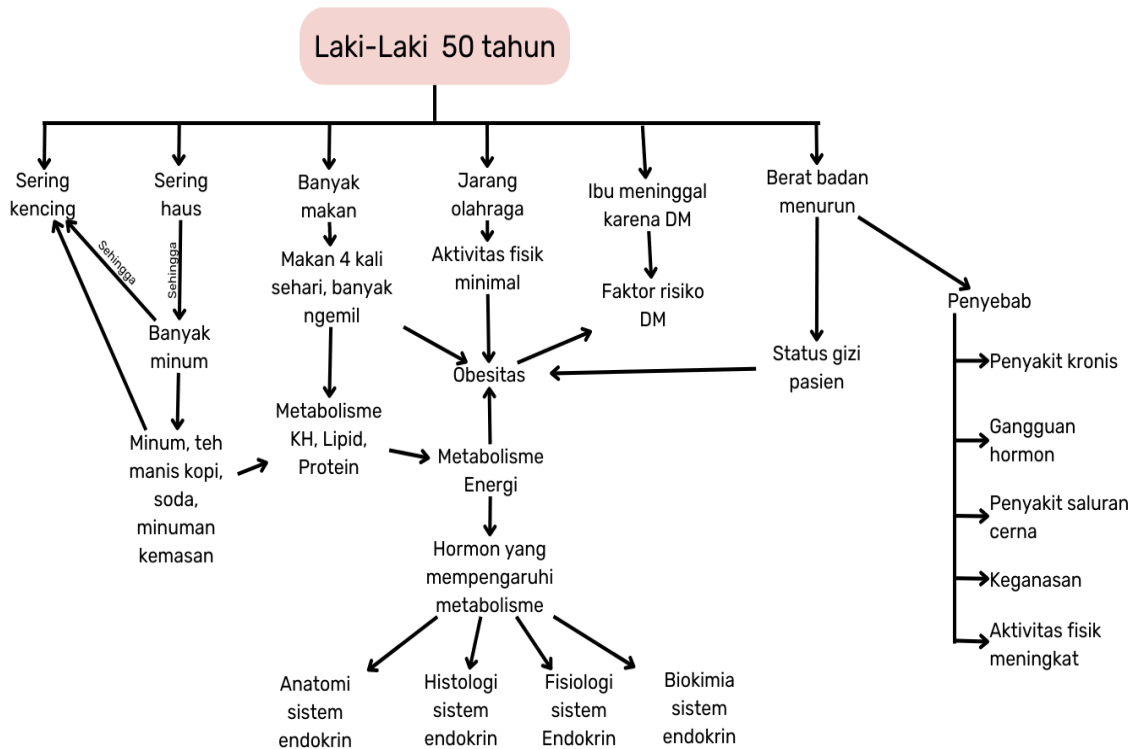 Laki-Laki 50 tahun
Sering
kencing
Sering
haus
Banyak
makan
Jarang
olahraga
Ibu meninggal
karena DM
Berat badan
menurun
Sehingga
Sehingga
Makan 4 kali
sehari, banyak
ngemil
Aktivitas fisik
minimal
Faktor risiko
DM
Penyebab
Banyak
minum
Obesitas
Status gizi
pasien
Penyakit kronis
Minum, teh
manis kopi,
soda,
minuman
kemasan
Metabolisme
KH, Lipid,
Protein
Metabolisme
Energi
Gangguan
hormon
Penyakit saluran
cerna
Hormon yang
mempengaruhi
metabolisme
Keganasan
Aktivitas fisik
meningkat
Anatomi
sistem
endokrin
Histologi
sistem
endokrin
Fisiologi
sistem
Endokrin
Biokimia
sistem
endokrin